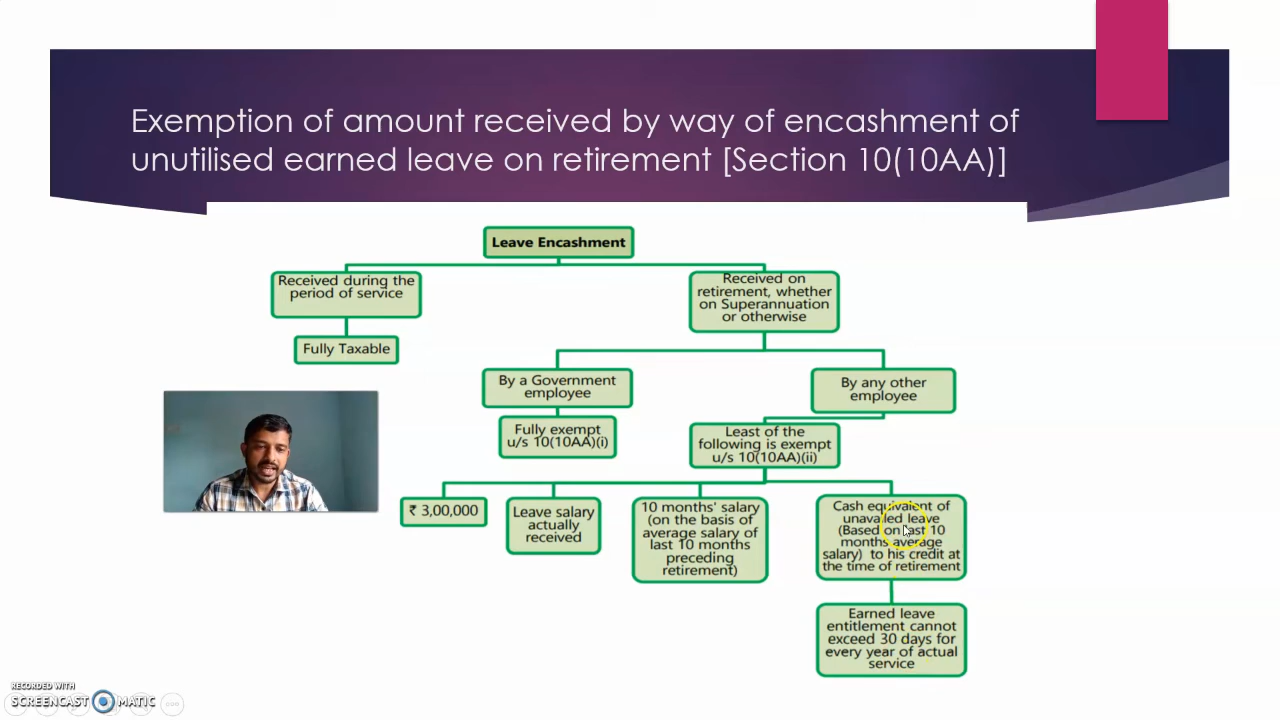 Exemption of amount received by way of encashment of
unutilised earned leave on retirement [Section 10(10AA)]
Leave Encashment
Received during the
period of service
Fully Taxable
Received on
retirement, whether
on Superannuation
or otherwise
By a Government
employee
Fully exempt
u/s 10(10AA)(i)
By any other
employee
Least of the
following is exempt
u/s 10(10AA)(ii)
₹ 3,00,000
Leave salary
actually
received
10 months' salary
(on the basis of
average salary of
last 10 months
preceding
retirement)
Cash equivalent of
unavailed leave
(Based on last 10
months average
salary) to his credit at
the time of retirement
Earned leave
entitlement cannot
exceed 30 days for
every year of actual
service
RECORDED WITH
SCREENCAST MATIC